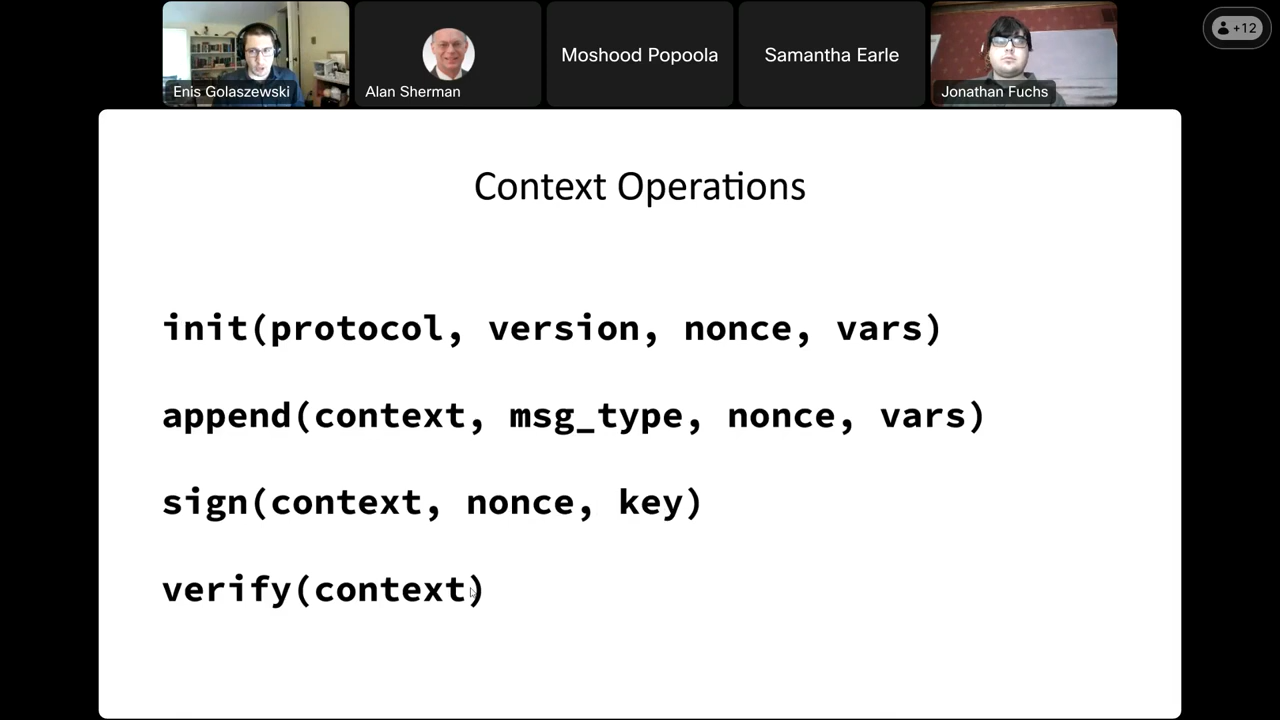 Enis Golaszewski
Alan Sherman
Moshood Popoola
Samantha Earle
Jonathan Fuchs
+12
Context Operations
init(protocol, version, nonce, vars)
append(context, msg_type, nonce, vars)
sign(context, nonce, key)
verify(context)